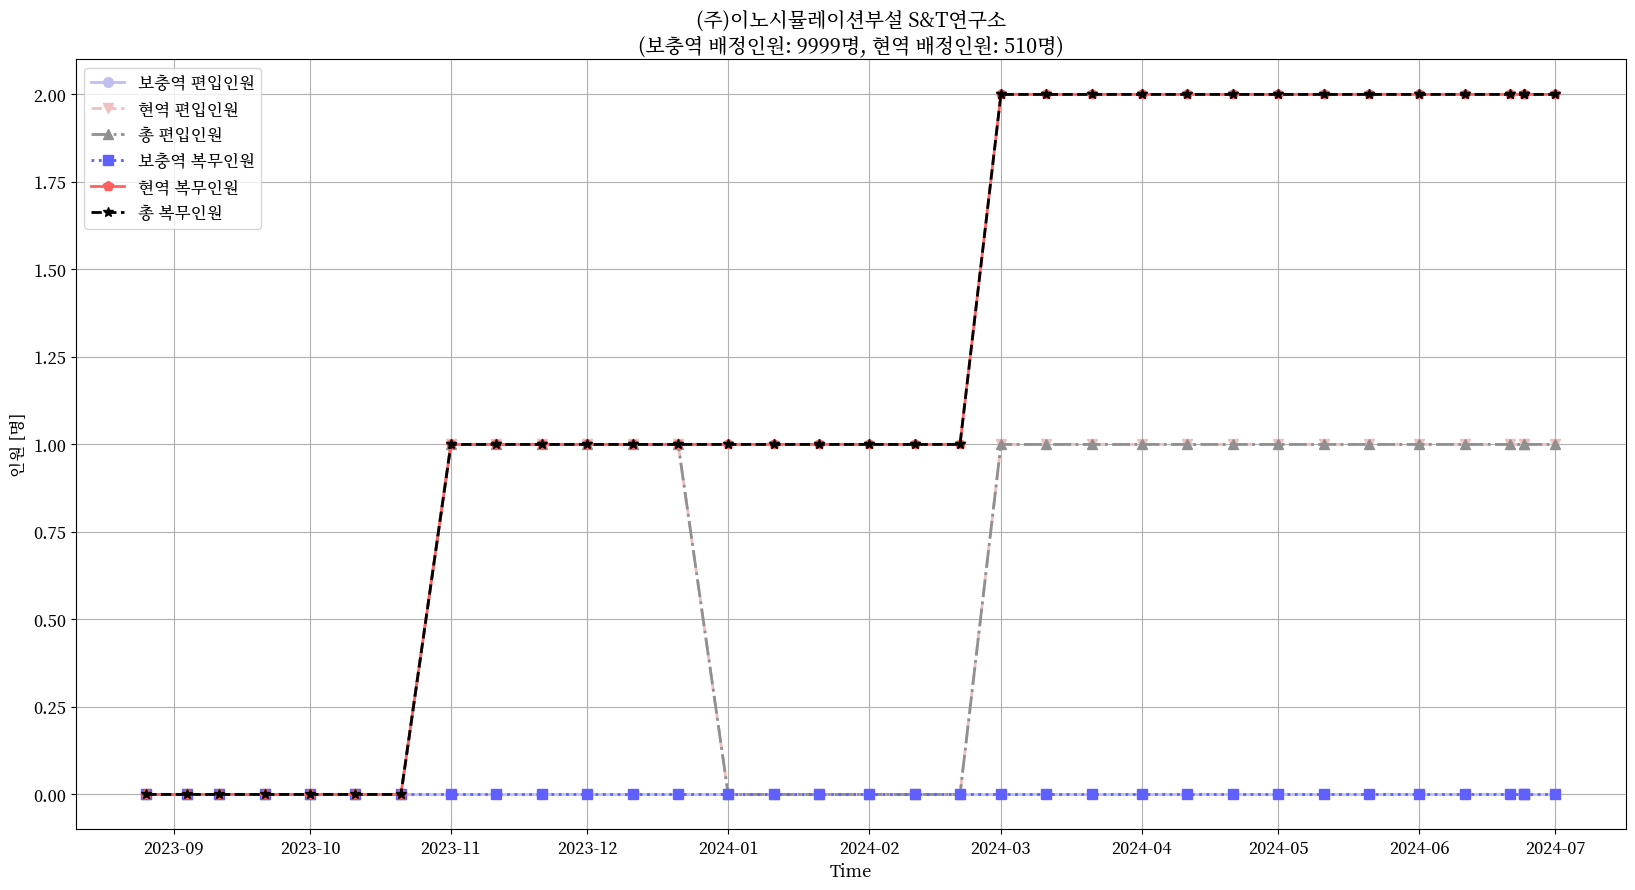 (주)이노시뮬레이션부설 S&T연구소
(보충역 배정인원: 9999명, 현역 배정인원: 510명)
보충역 편입인원
현역 편입인원
총 편입인원
보충역 복무인원
현역 복무인원
총 복무인원
2.00
1.75
1.50
1.25
1.00
0.75
0.50
0.25
0.00
인원 [명]
2023-09 2023-10 2023-11 2023-12 2024-01 2024-02 2024-03 2024-04 2024-05 2024-06 2024-07
Time